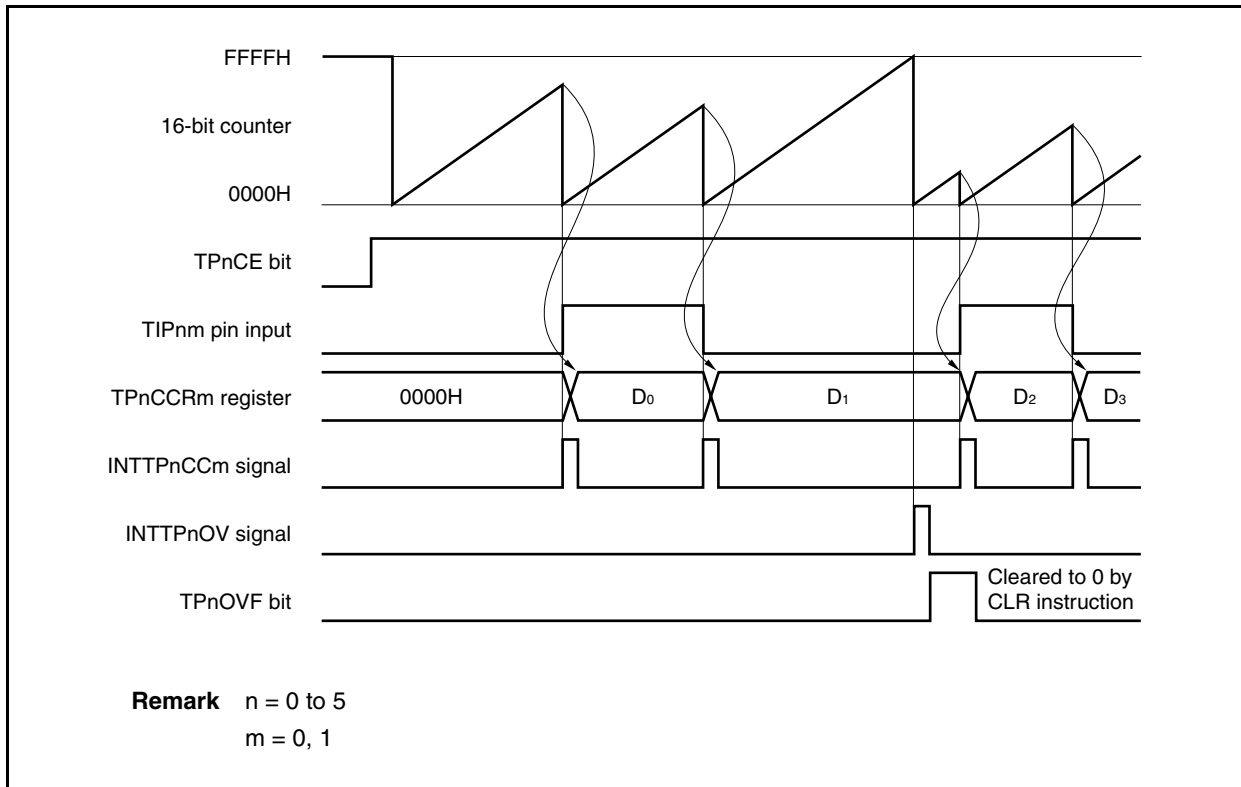 FFFFH
16-bit counter
0000H
TPnCE bit
TIPnm pin input
TPnCCRm register
0000H
D0
D1
D2
D3
INTTPnCCm signal
INTTPnOV signal
TPnOVF bit
Cleared to 0 by
CLR instruction
Remark n = 0 to 5
m = 0, 1